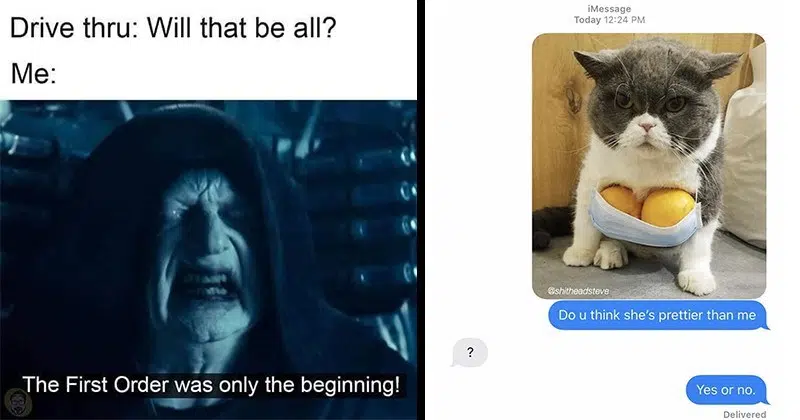 Drive thru: Will that be all?
Me:
The First Order was only the beginning!
iMessage
Today 12:24 PM
@shitheadsteve
Do u think she's prettier than me
?
Yes or no.
Delivered